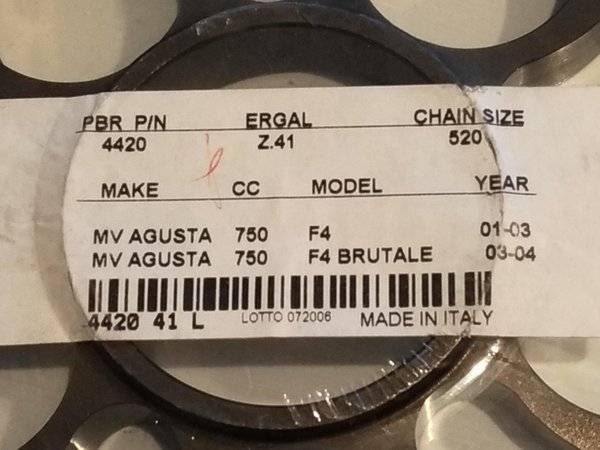 PBR P/N ERGAL CHAIN SIZE
4420 Z.41 520
MAKE CC MODEL YEAR
MV AGUSTA 750 F4 01-03
MV AGUSTA 750 F4 BRUTALE 03-04
4420 41 L LOTTO 072006 MADE IN ITALY